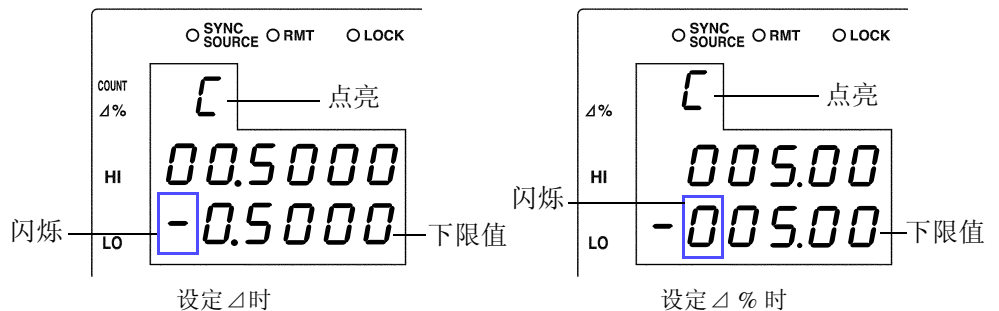 SYNC SOURCE RMT LOCK
COUNT
⊿%
C
点亮
HI
00.5000
闪烁
LO
-0.5000
下限值
设定⊿时
SYNC SOURCE RMT LOCK
⊿%
C
点亮
HI
005.00
闪烁
LO
-005.00
下限值
设定⊿ % 时